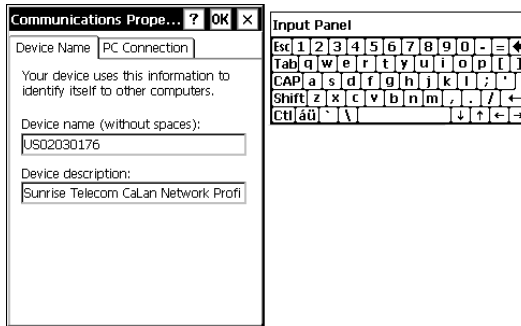 Communications Prope... ? OK ×
Device Name PC Connection
Your device uses this information to
identify itself to other computers.
Device name (without spaces):
US02030176
Device description:
Sunrise Telecom CaLan Network Profi
Input Panel
Esc 1 2 3 4 5 6 7 8 9 0 - = ←
Tab q w e r t y u i o p [ ]
CAP a s d f g h j k l ; '
Shift z x c v b n m , . / ←
Ctl áü ` \ ↓ ↑ ← →